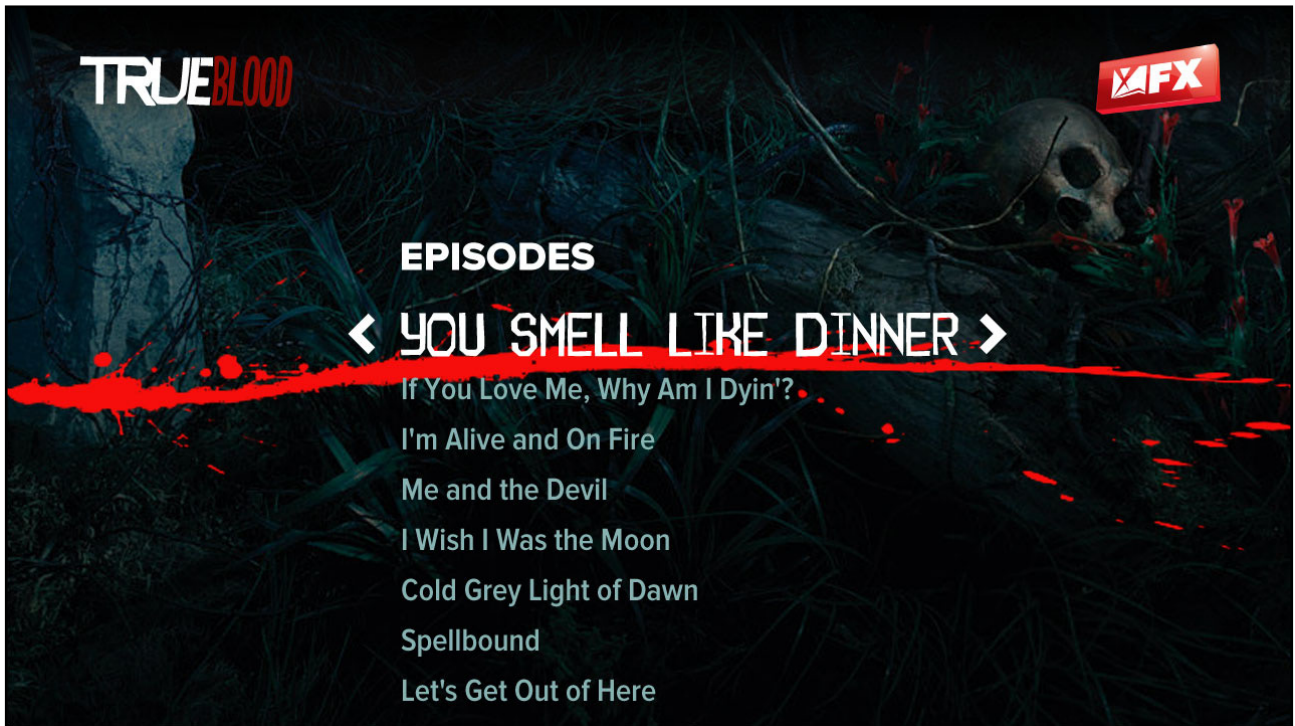 TRUEBLOOD
FX
EPISODES
< YOU SMELL LIKE DINNER >
If You Love Me, Why Am I Dyin'?
I'm Alive and On Fire
Me and the Devil
I Wish I Was the Moon
Cold Grey Light of Dawn
Spellbound
Let's Get Out of Here